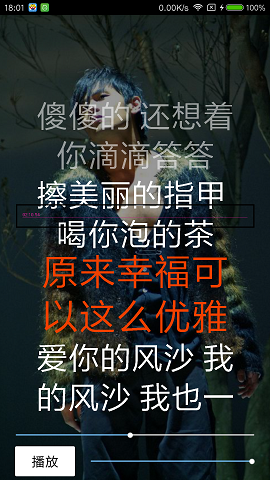 18:01
0.00K/s
100%
傻傻的 还想着
你滴滴答答
擦美丽的指甲
喝你泡的茶
原来幸福可
以这么优雅
爱你的风沙 我
的风沙 我也一
播放